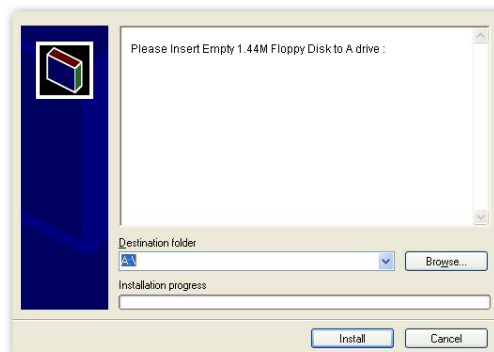 Please Insert Empty 1.44M Floppy Disk to A drive :
Destination folder
A:\
Browse...
Installation progress
Install
Cancel